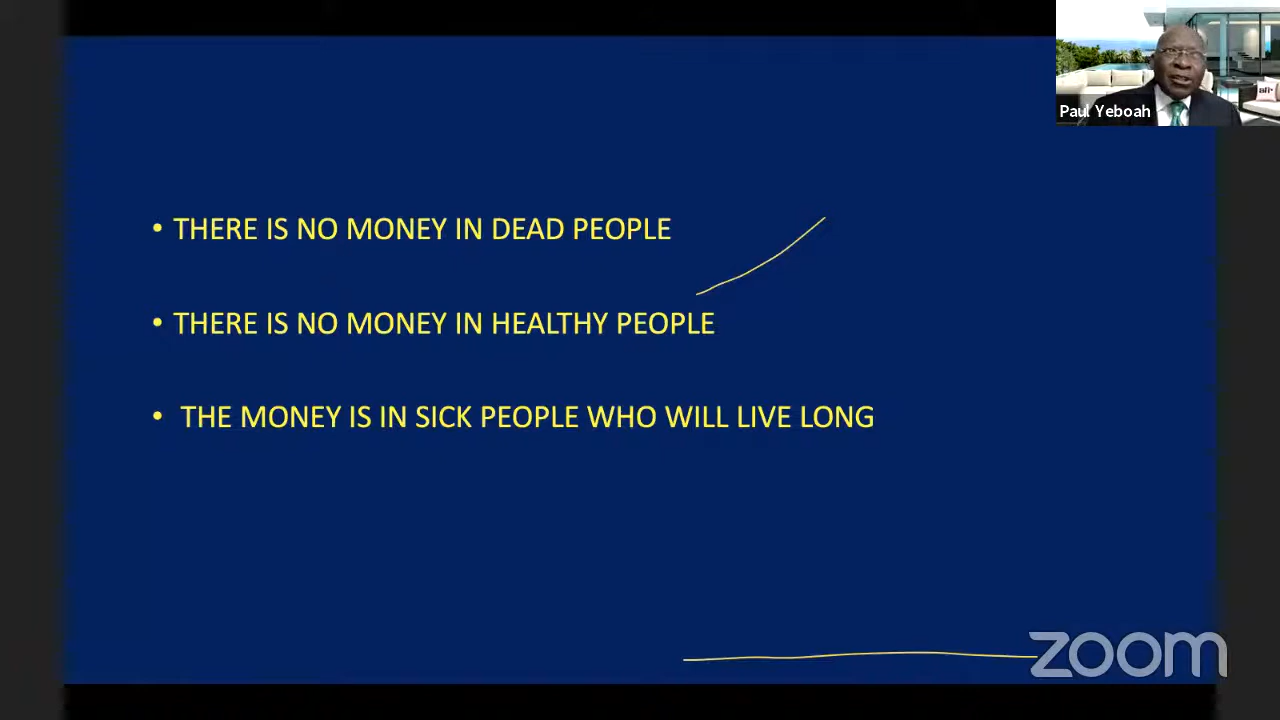 Paul Yeboah
• THERE IS NO MONEY IN DEAD PEOPLE
• THERE IS NO MONEY IN HEALTHY PEOPLE
• THE MONEY IS IN SICK PEOPLE WHO WILL LIVE LONG
zoom